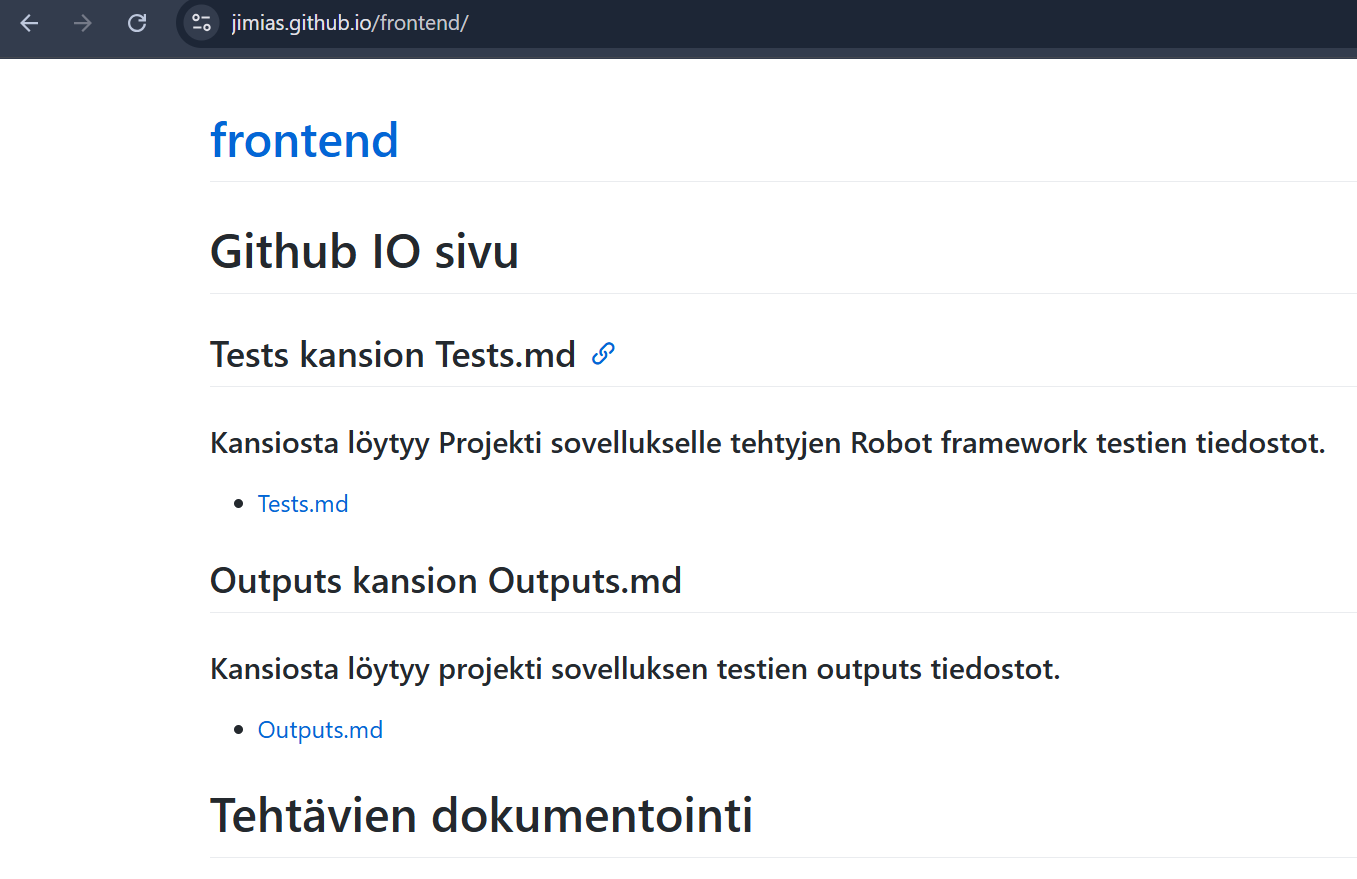 jimias.github.io/frontend/
frontend
Github IO sivu
Tests kansion Tests.md
Kansiosta löytyy Projekti sovellukselle tehtyjen Robot framework testien tiedostot.
Tests.md
Outputs kansion Outputs.md
Kansiosta löytyy projekti sovelluksen testien outputs tiedostot.
Outputs.md
Tehtävien dokumentointi